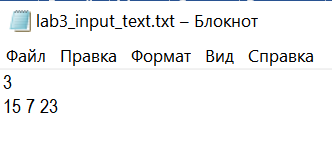 lab3_input_text.txt – Блокнот
Файл Правка Формат Вид Справка
3
15 7 23